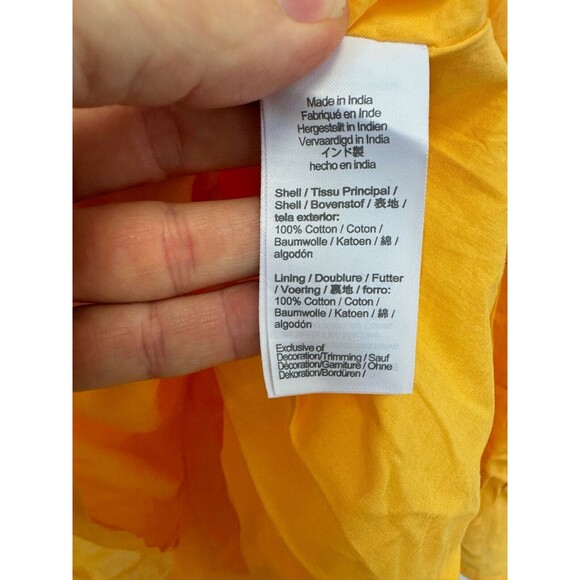 Made in India
Fabriqué en Inde
Hergestellt in Indien
Vervaardigd in India
インド製
hecho en india
Shell / Tissu Principal /
Shell / Bovenstof / 表地 /
tela exterior:
100% Cotton / Coton /
Baumwolle / Katoen / 綿 /
algodón
Lining / Doublure / Futter
/ Voering / 裏地 / forro:
100% Cotton / Coton /
Baumwolle / Katoen / 綿 /
algodón
Exclusive of
Decoration/Trimming / Sauf
Décoration/Garniture / Ohne
Dekoration/Bordüren /